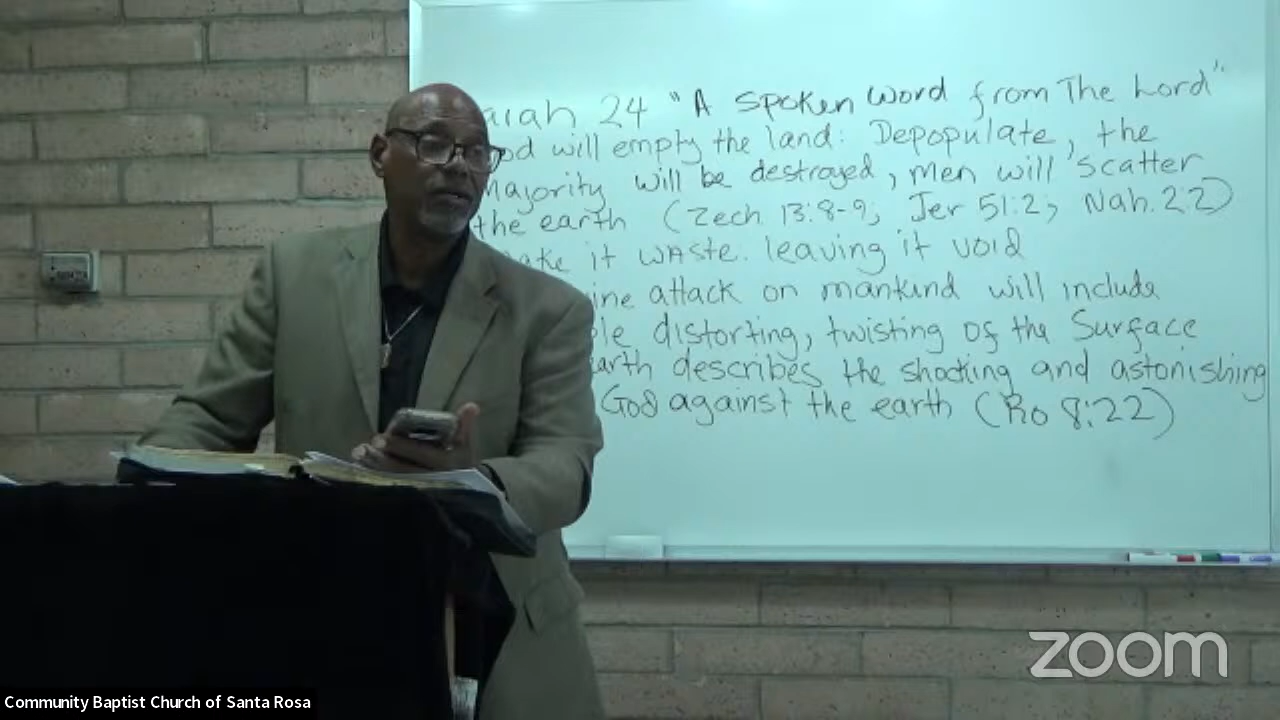 aiah 24 "A spoken word from The Lord"
od will empty the land: Depopulate, the
majority will be destroyed, men will scatter
the earth (Zech 13:8-9; Jer 51:2; Nah. 2:2)
ake it waste. leaving it void
ine attack on mankind will include
le distorting, twisting of the Surface
arth describes the shocking and astonishing
God against the earth (Ro 8:22)
zoom
Community Baptist Church of Santa Rosa